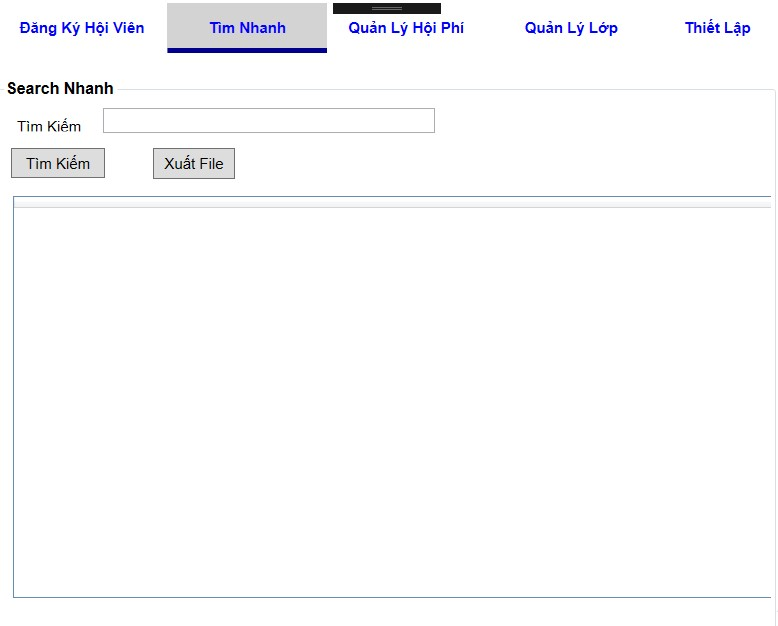 Đăng Ký Hội Viên Tìm Nhanh Quản Lý Hội Phí Quản Lý Lớp Thiết Lập
Search Nhanh
Tìm Kiếm
Tìm Kiếm Xuất File